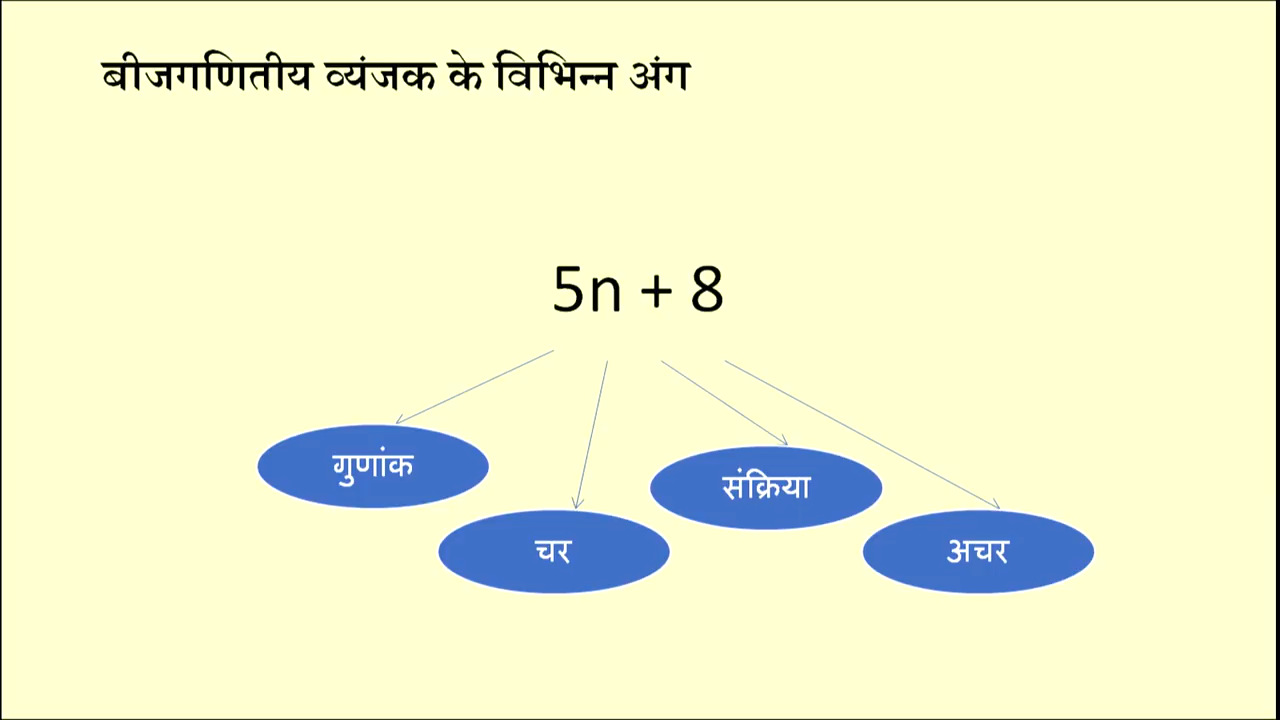 बीजगणितीय व्यंजक के विभिन्न अंग
5n + 8
गुणांक
संक्रिया
चर
अचर